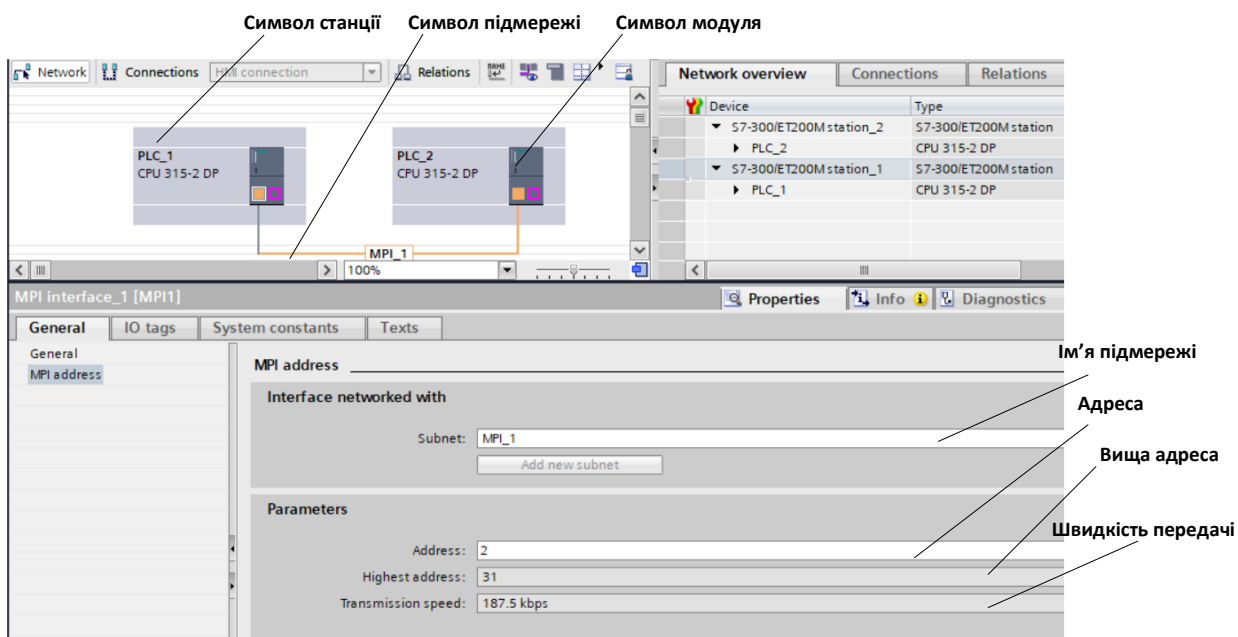 Символ станції Символ підмережі Символ модуля
Network Connections HMI connection Relations
Network overview Connections Relations
Device Type
S7-300/ET200M station_2 S7-300/ET200M station
PLC_2 CPU 315-2 DP
S7-300/ET200M station_1 S7-300/ET200M station
PLC_1 CPU 315-2 DP
PLC_1
CPU 315-2 DP
PLC_2
CPU 315-2 DP
MPI_1
100%
MPI interface_1 [MPI1]
Properties Info Diagnostics
General IO tags System constants Texts
General
MPI address
MPI address
Interface networked with
Subnet: MPI_1
Add new subnet
Parameters
Address: 2
Highest address: 31
Transmission speed: 187.5 kbps
Ім’я підмережі
Адреса
Вища адреса
Швидкість передачі